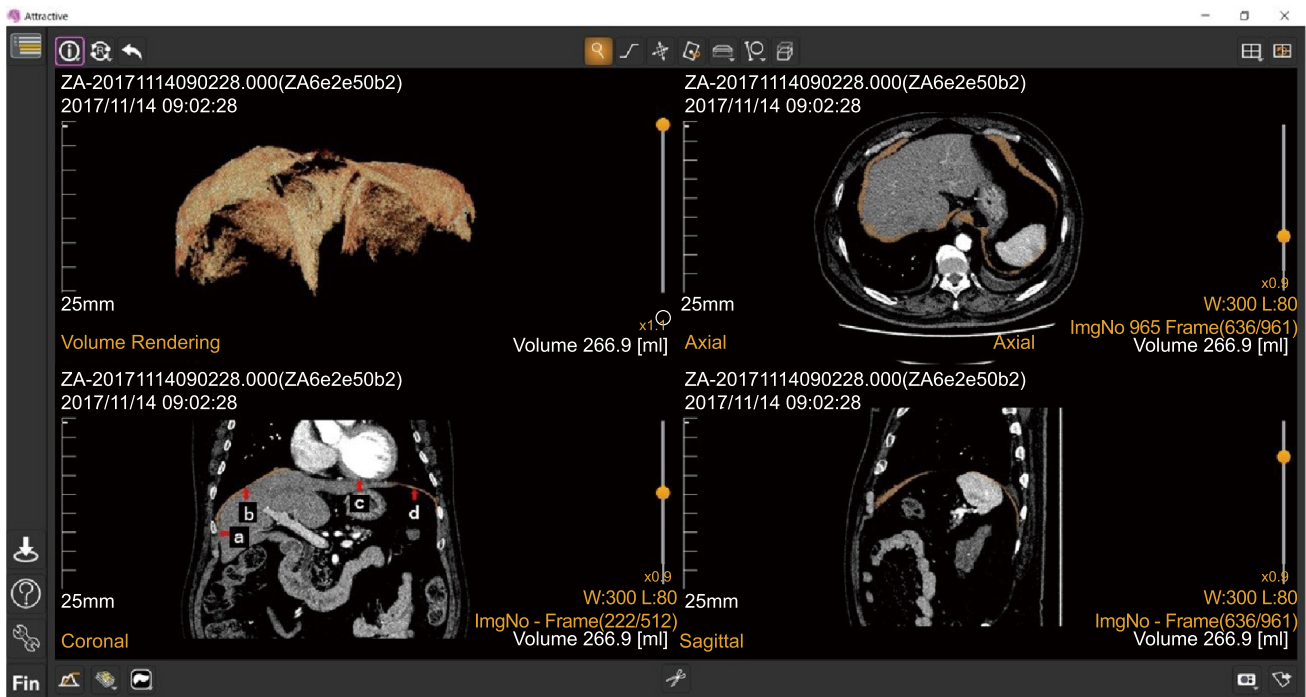 Attractive
ZA-20171114090228.000(ZA6e2e50b2)
2017/11/14 09:02:28
25mm
x1.1
Volume Rendering
Volume 266.9 [ml]
ZA-20171114090228.000(ZA6e2e50b2)
2017/11/14 09:02:28
25mm
x0.9
W:300 L:80
ImgNo 965 Frame(636/961)
Axial
Axial
Volume 266.9 [ml]
ZA-20171114090228.000(ZA6e2e50b2)
2017/11/14 09:02:28
a
b
c
d
25mm
x0.9
W:300 L:80
ImgNo - Frame(222/512)
Coronal
Volume 266.9 [ml]
ZA-20171114090228.000(ZA6e2e50b2)
2017/11/14 09:02:28
25mm
x0.9
W:300 L:80
ImgNo - Frame(636/961)
Sagittal
Volume 266.9 [ml]
Fin